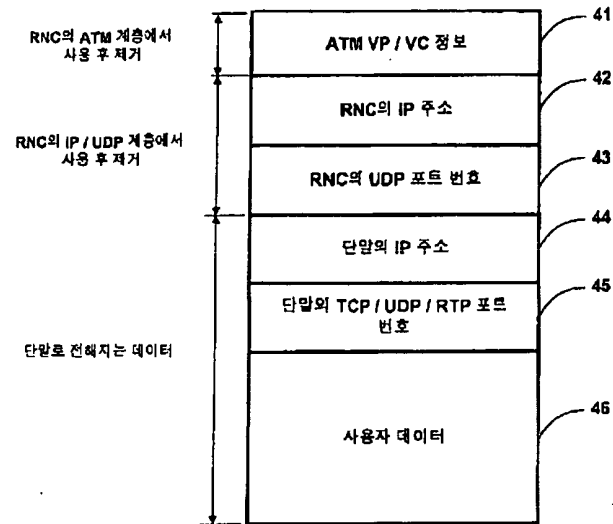 RNC의 ATM 계층에서
사용 후 제거
ATM VP / VC 정보
41
RNC의 IP / UDP 계층에서
사용 후 제거
RNC의 IP 주소
42
RNC의 UDP 포트 번호
43
단말로 전해지는 데이터
단말의 IP 주소
44
단말의 TCP / UDP / RTP 포트
번호
45
사용자 데이터
46